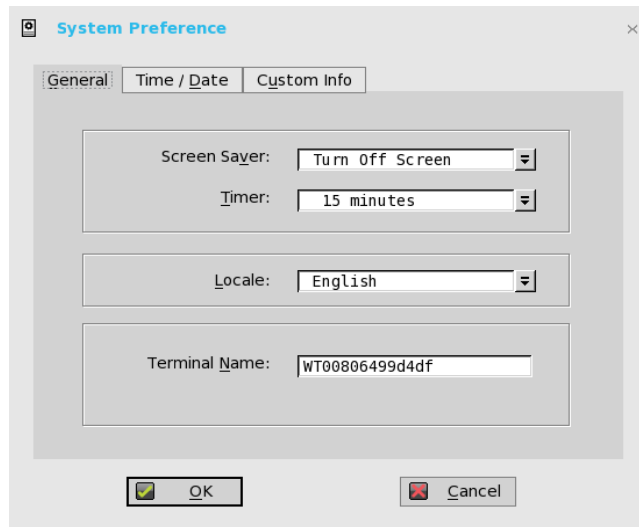 System Preference
General Time / Date Custom Info
Screen Saver: Turn Off Screen
Timer: 15 minutes
Locale: English
Terminal Name: WT00806499d4df
OK Cancel